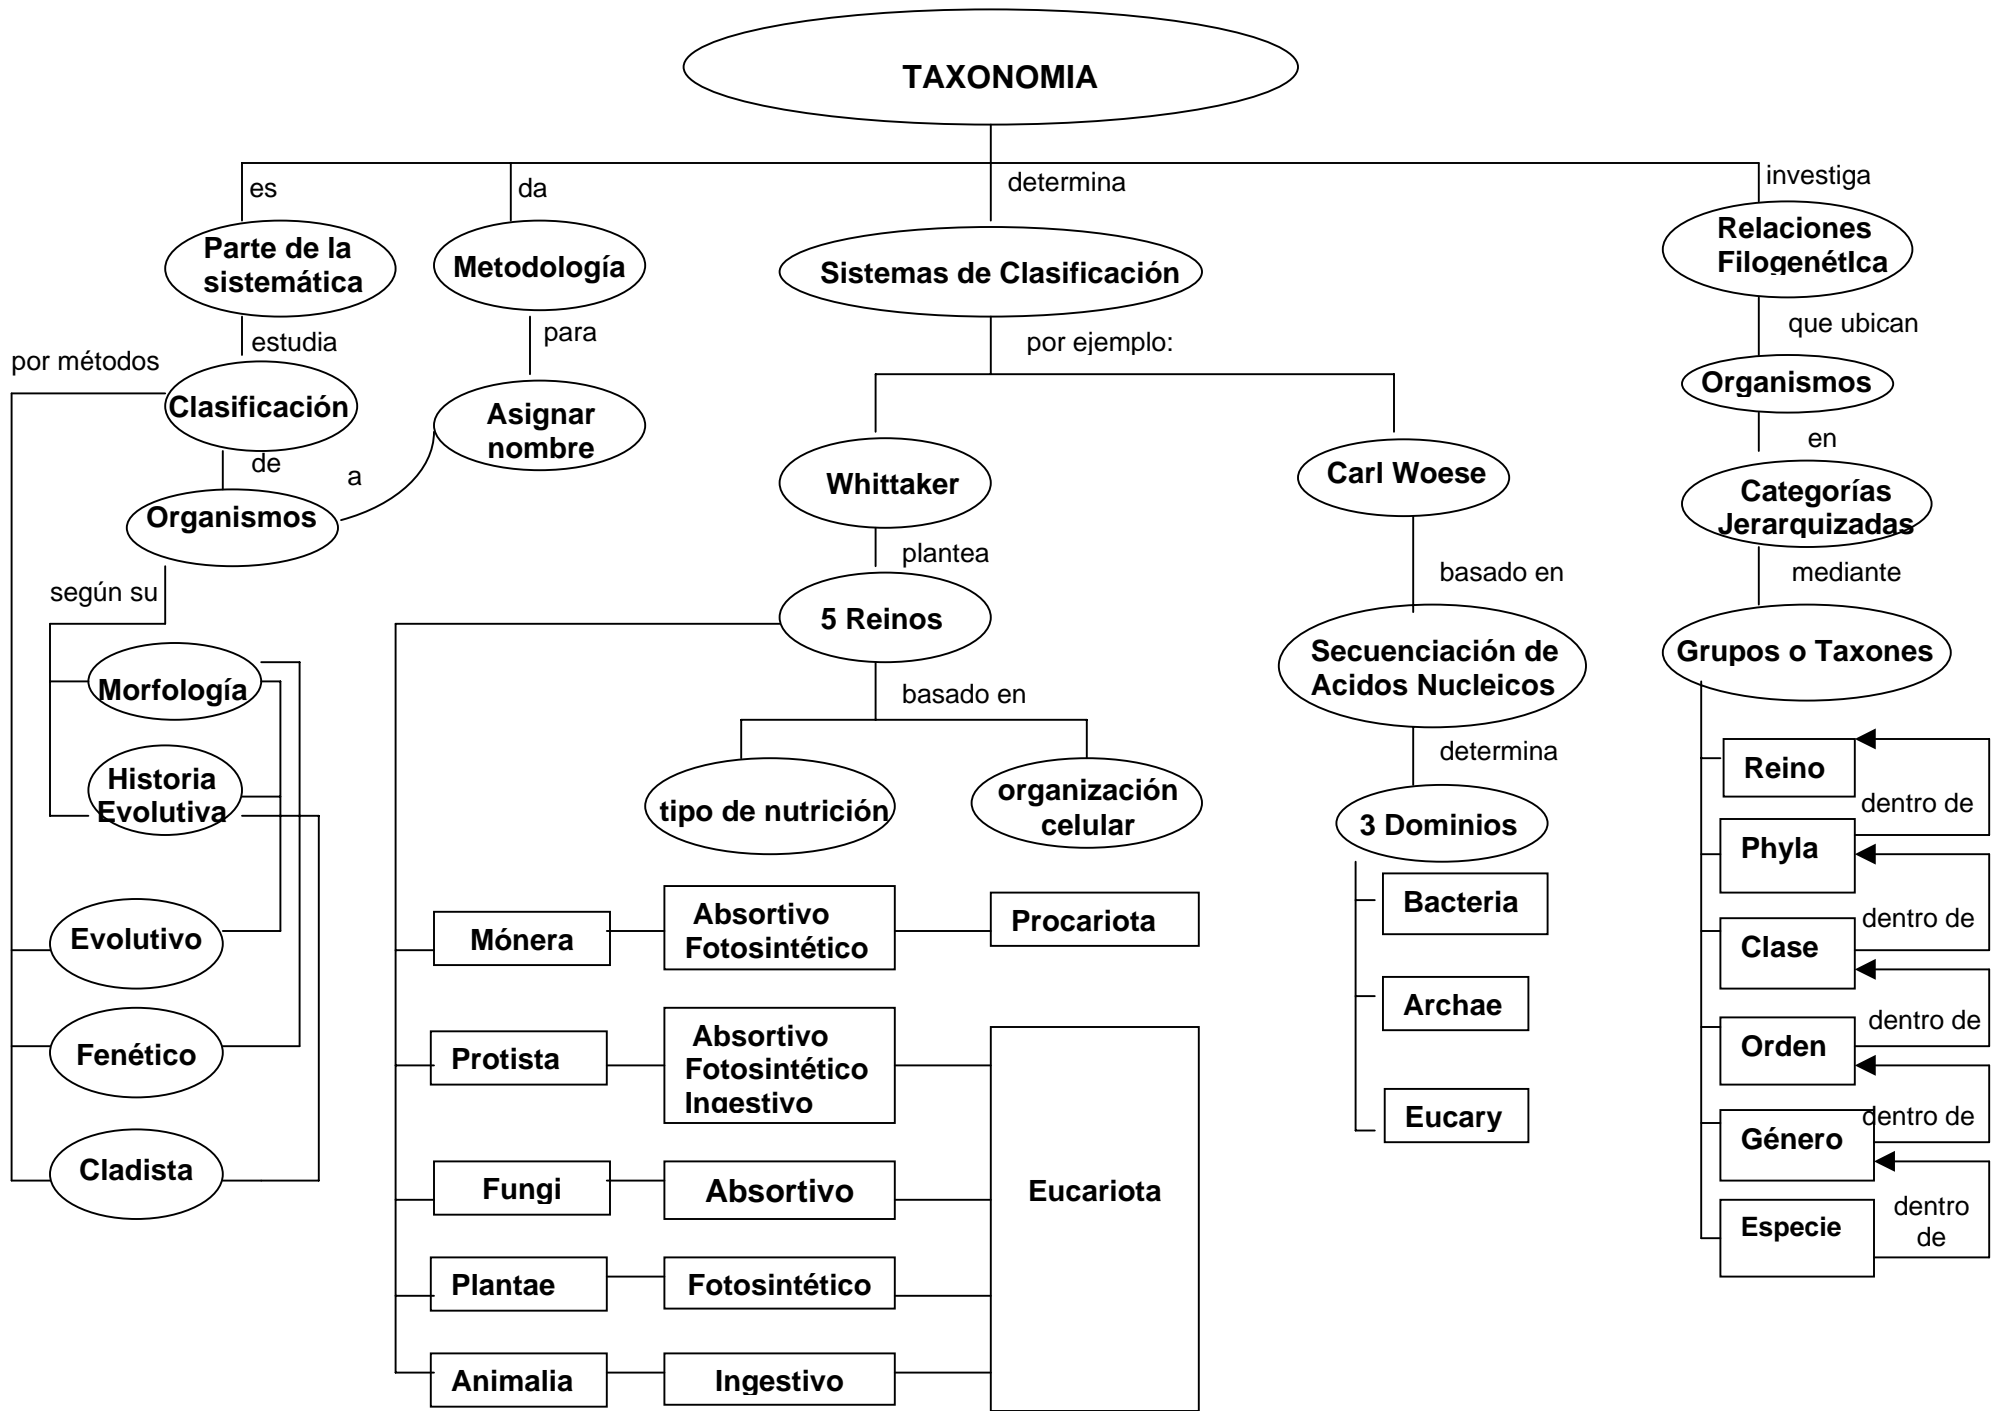 TAXONOMIA
es
da
determina
investiga
Parte de la
sistemática
Metodología
Sistemas de Clasificación
Relaciones
FilogenétIca
estudia
para
por ejemplo:
que ubican
por métodos
Clasificación
Asignar
nombre
Organismos
de
a
en
Organismos
Whittaker
Carl Woese
Categorías
Jerarquizadas
según su
plantea
basado en
mediante
Morfología
5 Reinos
Secuenciación de
Acidos Nucleicos
Grupos o Taxones
basado en
determina
Historia
Evolutiva
tipo de nutrición
organización
celular
3 Dominios
Reino
dentro de
Phyla
Evolutivo
Mónera
Absortivo
Fotosintético
Procariota
Bacteria
dentro de
Clase
Fenético
Protista
Absortivo
Fotosintético
Ingestivo
Archae
dentro de
Orden
Cladista
Fungi
Absortivo
Eucariota
Eucary
dentro de
Género
Plantae
Fotosintético
Especie
dentro
de
Animalia
Ingestivo